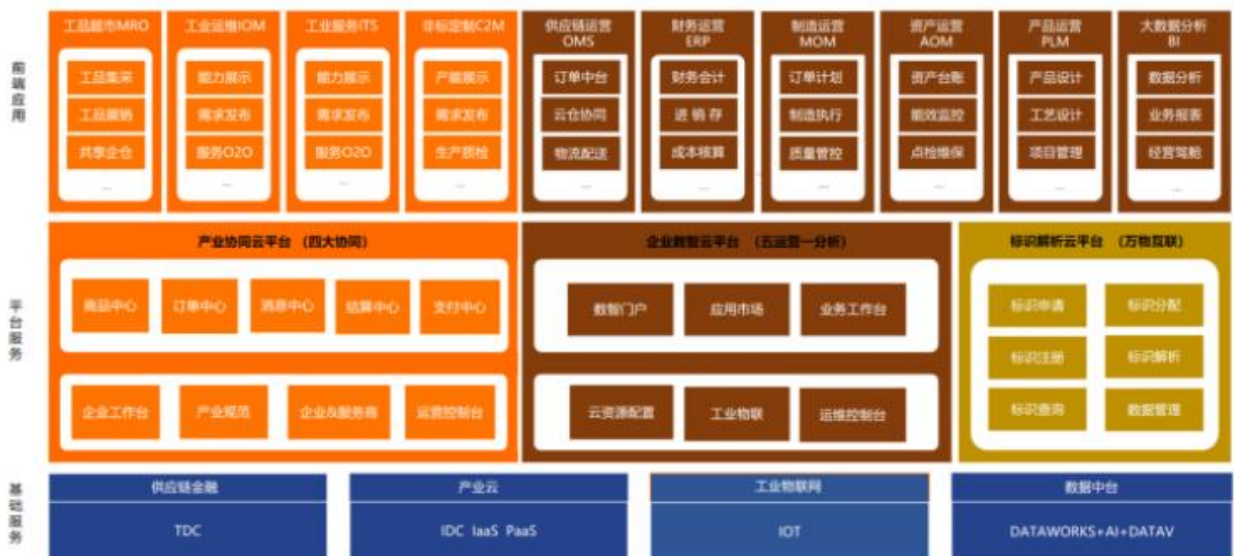 前端应用
工品超市MRO
工品集采
工品展销
共享企仓
...
工业运维IOM
能力展示
需求发布
服务O2O
...
工业服务ITS
能力展示
需求发布
服务O2O
...
非标定制C2M
产能展示
需求发布
生产质检
...
供应链运营
OMS
订单中台
云仓协同
物流配送
...
财务运营
ERP
财务会计
进 销 存
成本核算
...
制造运营
MOM
订单计划
制造执行
质量管控
...
资产运营
AOM
资产台账
能效监控
点检维保
...
产品运营
PLM
产品设计
工艺设计
项目管理
...
大数据分析
BI
数据分析
业务报表
经营驾舱
...
平台服务
产业协同云平台 （四大协同）
商品中心
订单中心
消息中心
结算中心
支付中心
企业工作台
产业规范
企业&服务商
运营控制台
企业数智云平台 （五运营一分析）
数智门户
应用市场
业务工作台
云资源配置
工业物联
运维控制台
标识解析云平台 （万物互联）
标识申请
标识分配
标识注册
标识解析
标识查询
数据管理
基础服务
供应链金融
TDC
产业云
IDC IaaS PaaS
工业物联网
IOT
数据中台
DATAWORKS+AI+DATAV